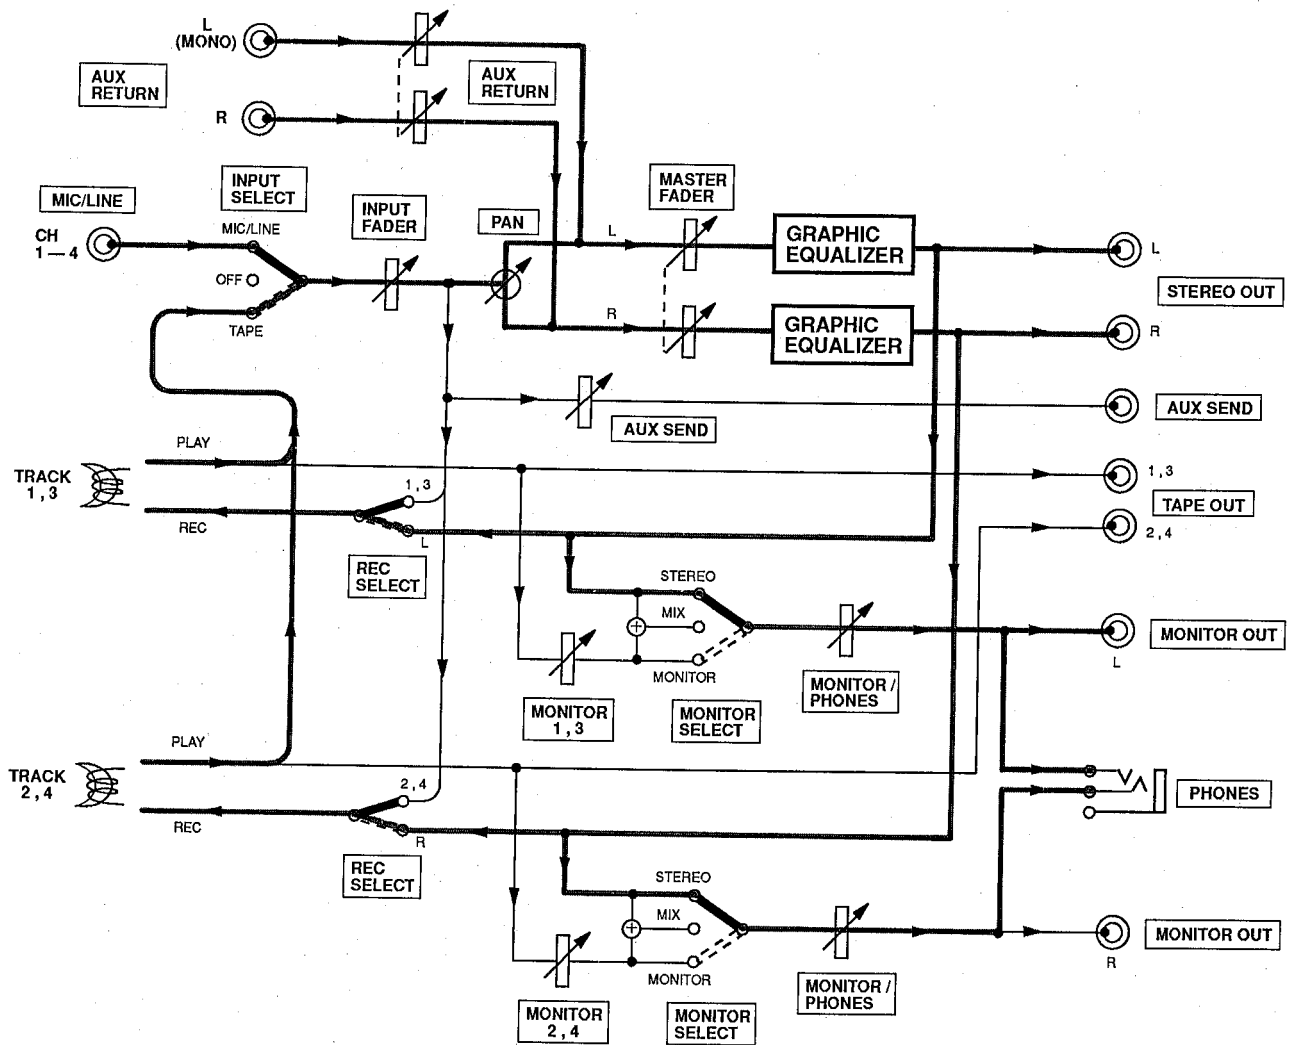 L
(MONO)
AUX
RETURN
AUX
RETURN
R
MIC/LINE
INPUT
SELECT
INPUT
FADER
PAN
MASTER
FADER
CH
1—4
MIC/LINE
OFF
TAPE
L
R
GRAPHIC
EQUALIZER
GRAPHIC
EQUALIZER
L
STEREO OUT
R
AUX SEND
AUX SEND
PLAY
TRACK
1,3
REC
1,3
L
REC
SELECT
1,3
TAPE OUT
2,4
STEREO
MIX
MONITOR
MONITOR
1,3
MONITOR
SELECT
MONITOR /
PHONES
MONITOR OUT
L
PLAY
TRACK
2,4
REC
2,4
R
REC
SELECT
PHONES
STEREO
MIX
MONITOR
MONITOR
2,4
MONITOR
SELECT
MONITOR /
PHONES
MONITOR OUT
R